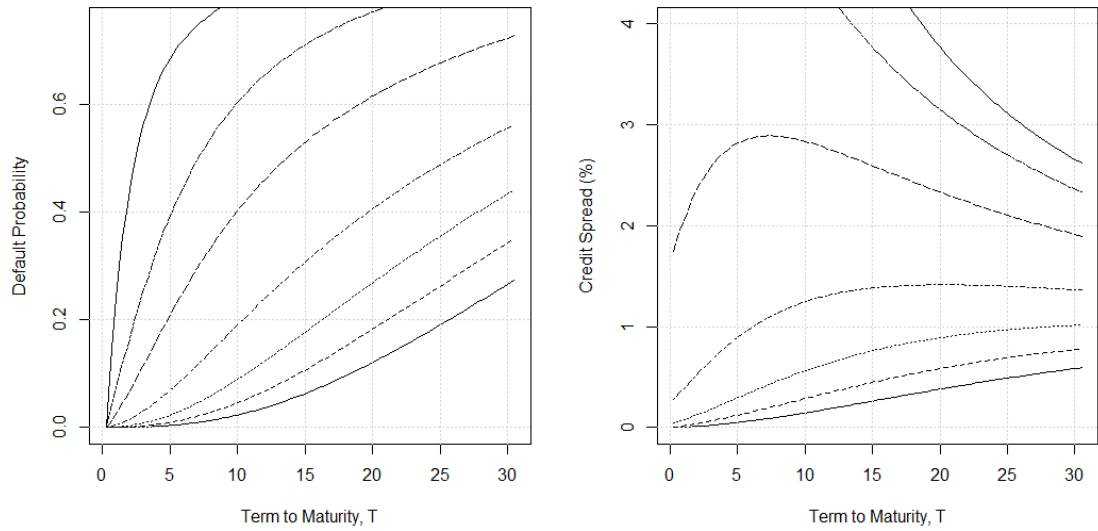 Default Probability
0.6
0.4
0.2
0.0
0 5 10 15 20 25 30
Term to Maturity, T
Credit Spread (%)
4
3
2
1
0
0 5 10 15 20 25 30
Term to Maturity, T